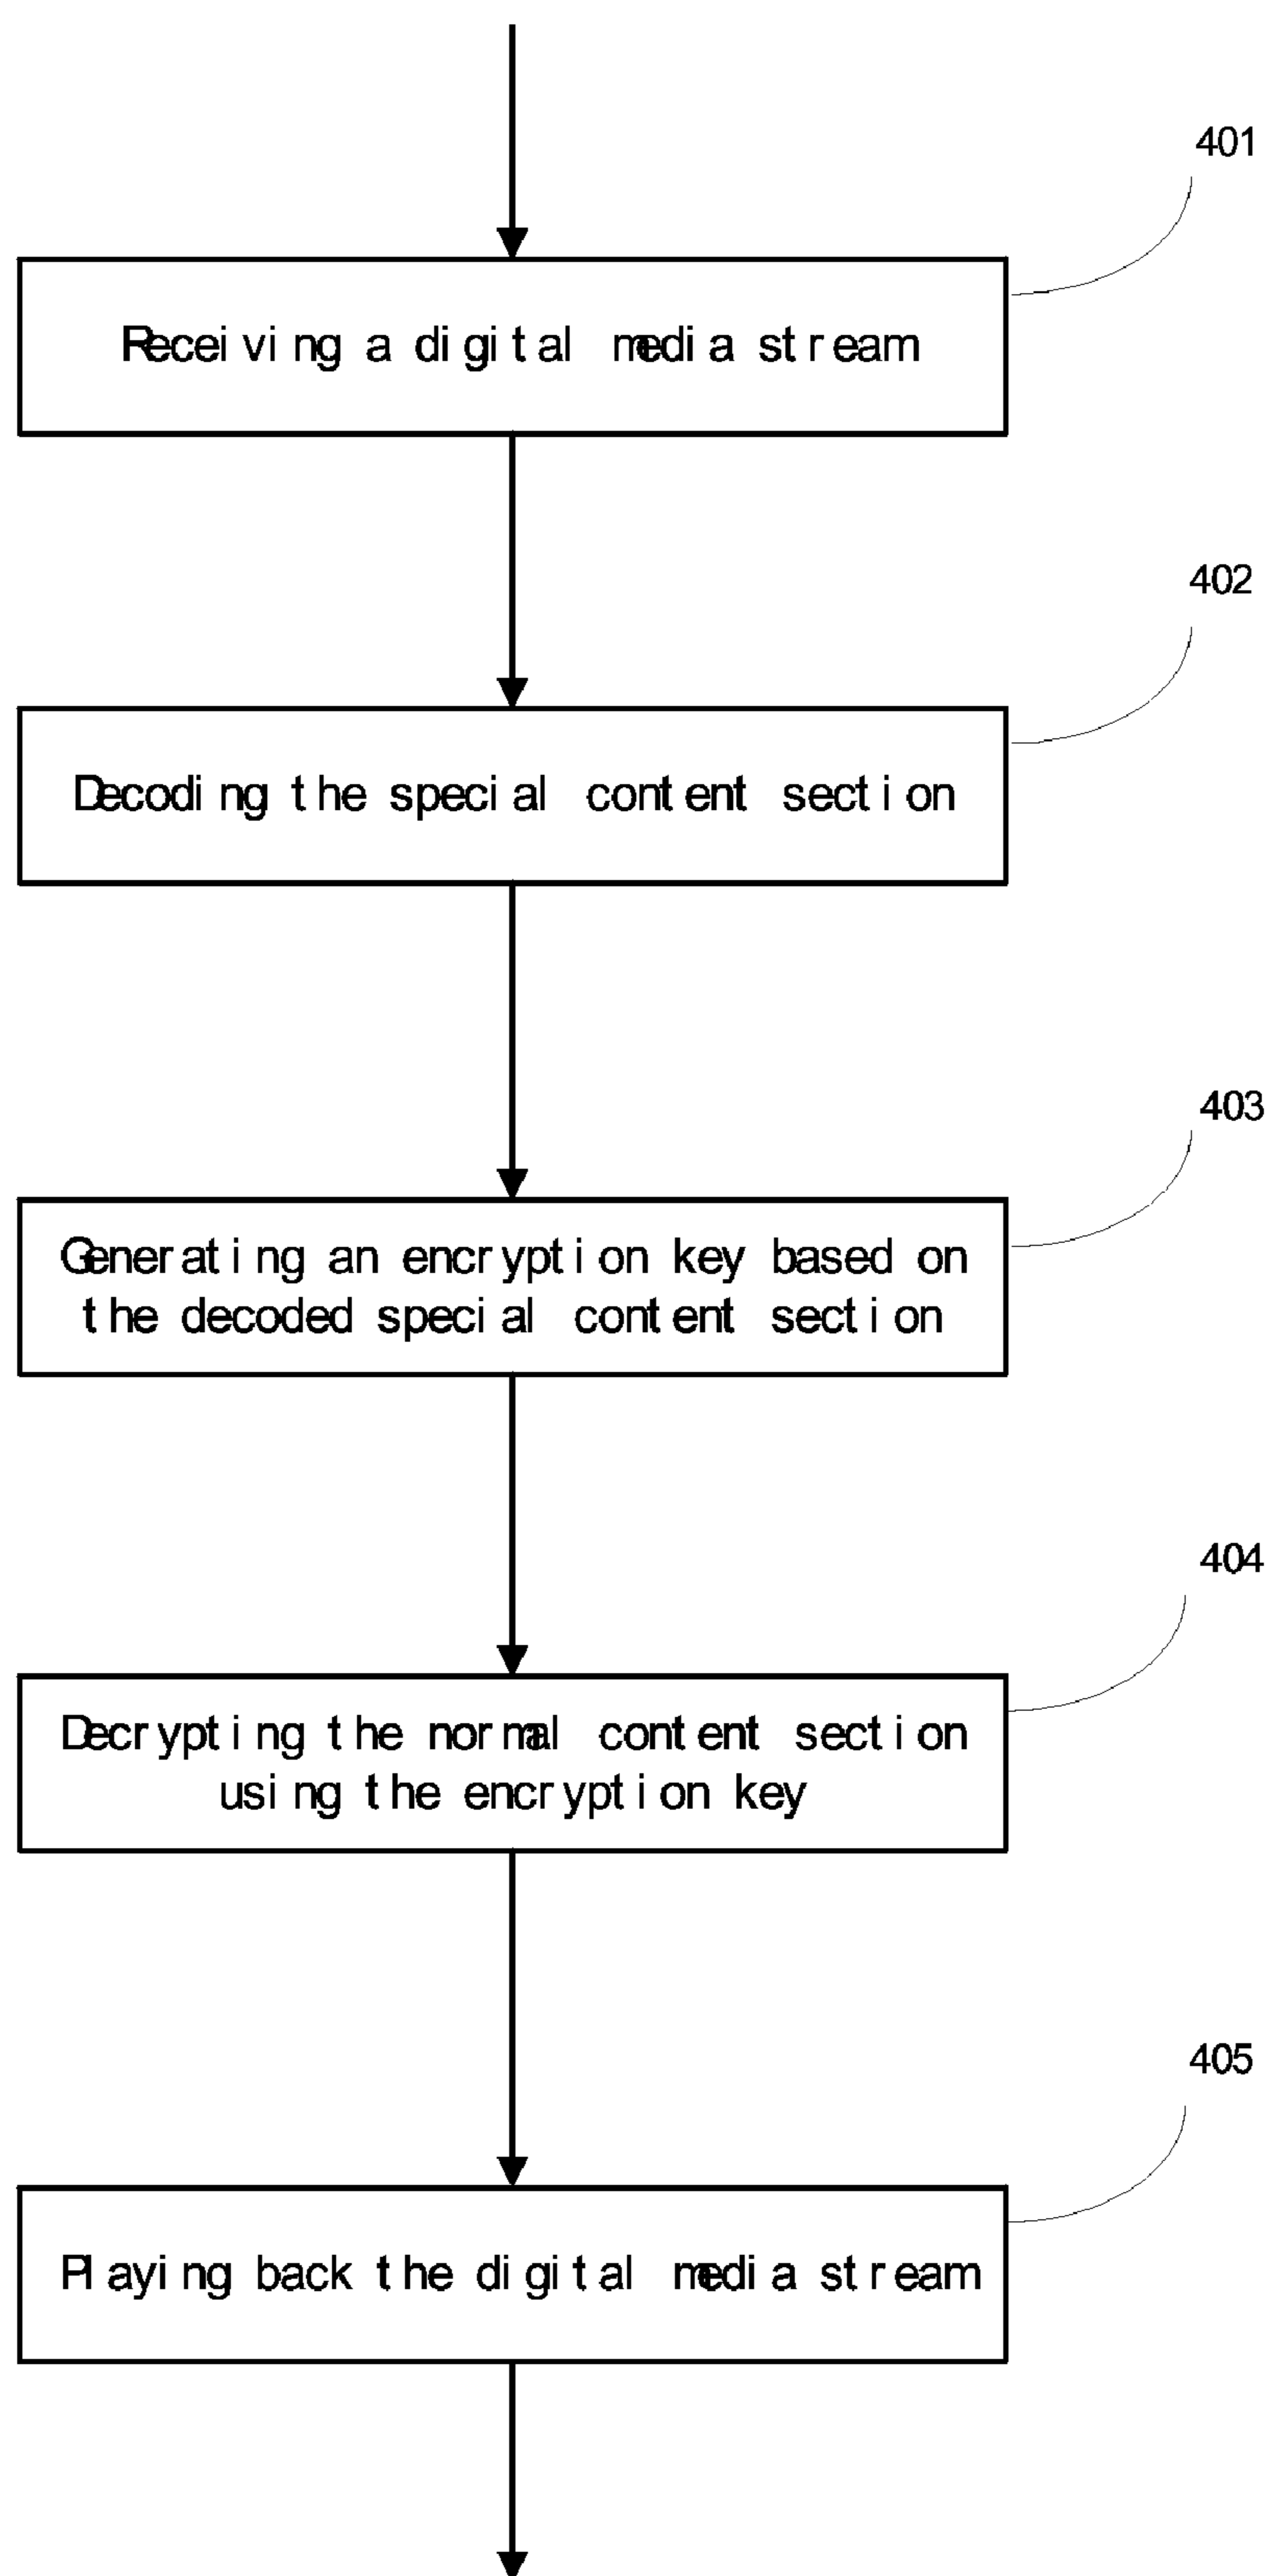 401
Receiving a digital media stream
402
Decoding the special content section
403
Generating an encryption key based on
the decoded special content section
404
Decrypting the normal content section
using the encryption key
405
Playing back the digital media stream